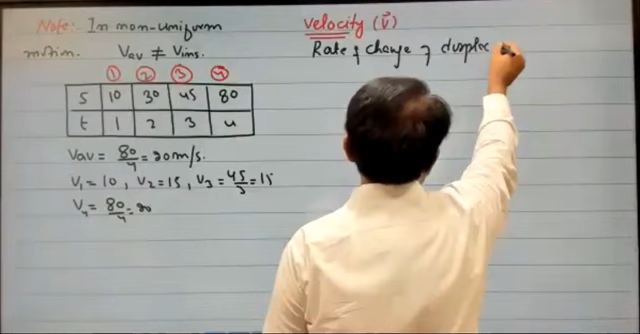 Note: In non-uniform
motion. Vav ≠ Vins.
① ② ③ ④
S 10 30 45 80
t 1 2 3 4
Vav = 80/4 = 20 m/s.
V₁ = 10 , V₂ = 15 , V₃ = 45/3 = 15
V₄ = 80/4 = 20
Velocity (v⃗)
Rate of change of displac